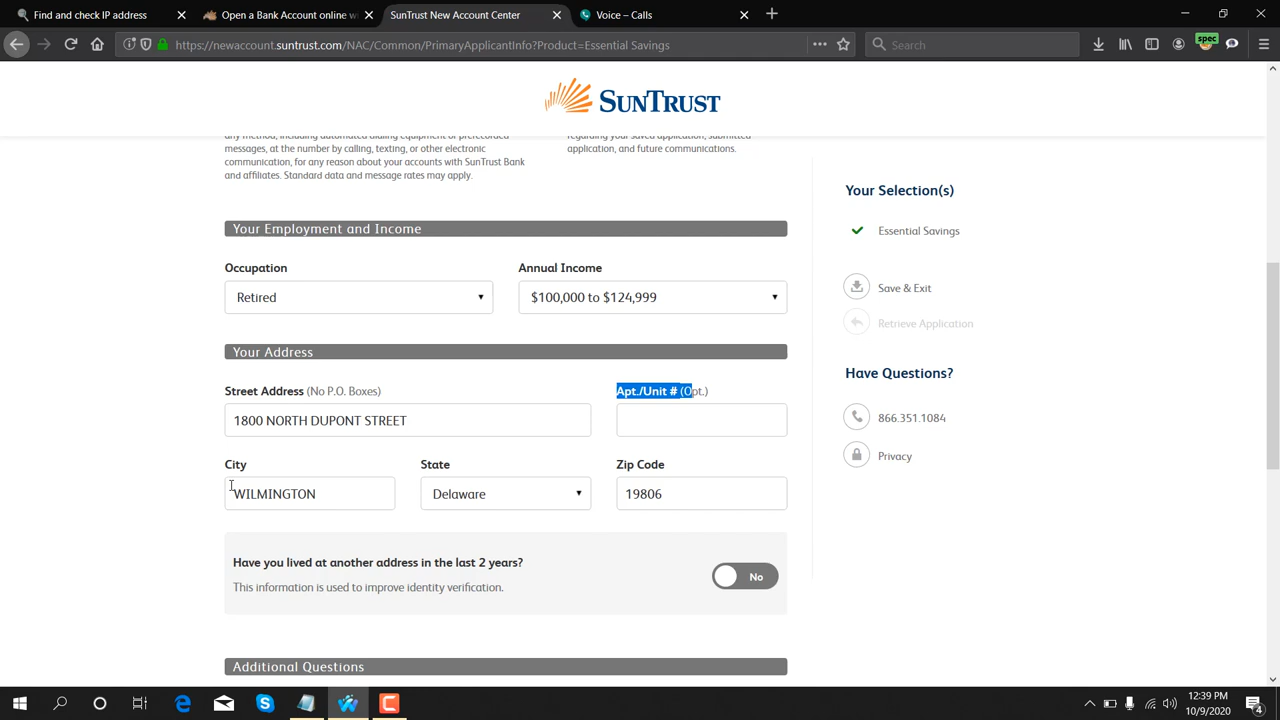 Find and check IP address
Open a Bank Account online wi
SunTrust New Account Center
Voice – Calls
https://newaccount.suntrust.com/NAC/Common/PrimaryApplicantInfo?Product=Essential Savings
Search
spec
SUNTRUST
any method, including automated dialing equipment or prerecorded
messages, at the number by calling, texting, or other electronic
communication, for any reason about your accounts with SunTrust Bank
and affiliates. Standard data and message rates may apply.
regarding your saved application, submitted
application, and future communications.
Your Employment and Income
Occupation
Annual Income
Retired
$100,000 to $124,999
Your Address
Street Address (No P.O. Boxes)
Apt./Unit # (Opt.)
1800 NORTH DUPONT STREET
City
State
Zip Code
WILMINGTON
Delaware
19806
Have you lived at another address in the last 2 years?
This information is used to improve identity verification.
No
Additional Questions
Your Selection(s)
Essential Savings
Save & Exit
Retrieve Application
Have Questions?
866.351.1084
Privacy
12:39 PM
10/9/2020
4